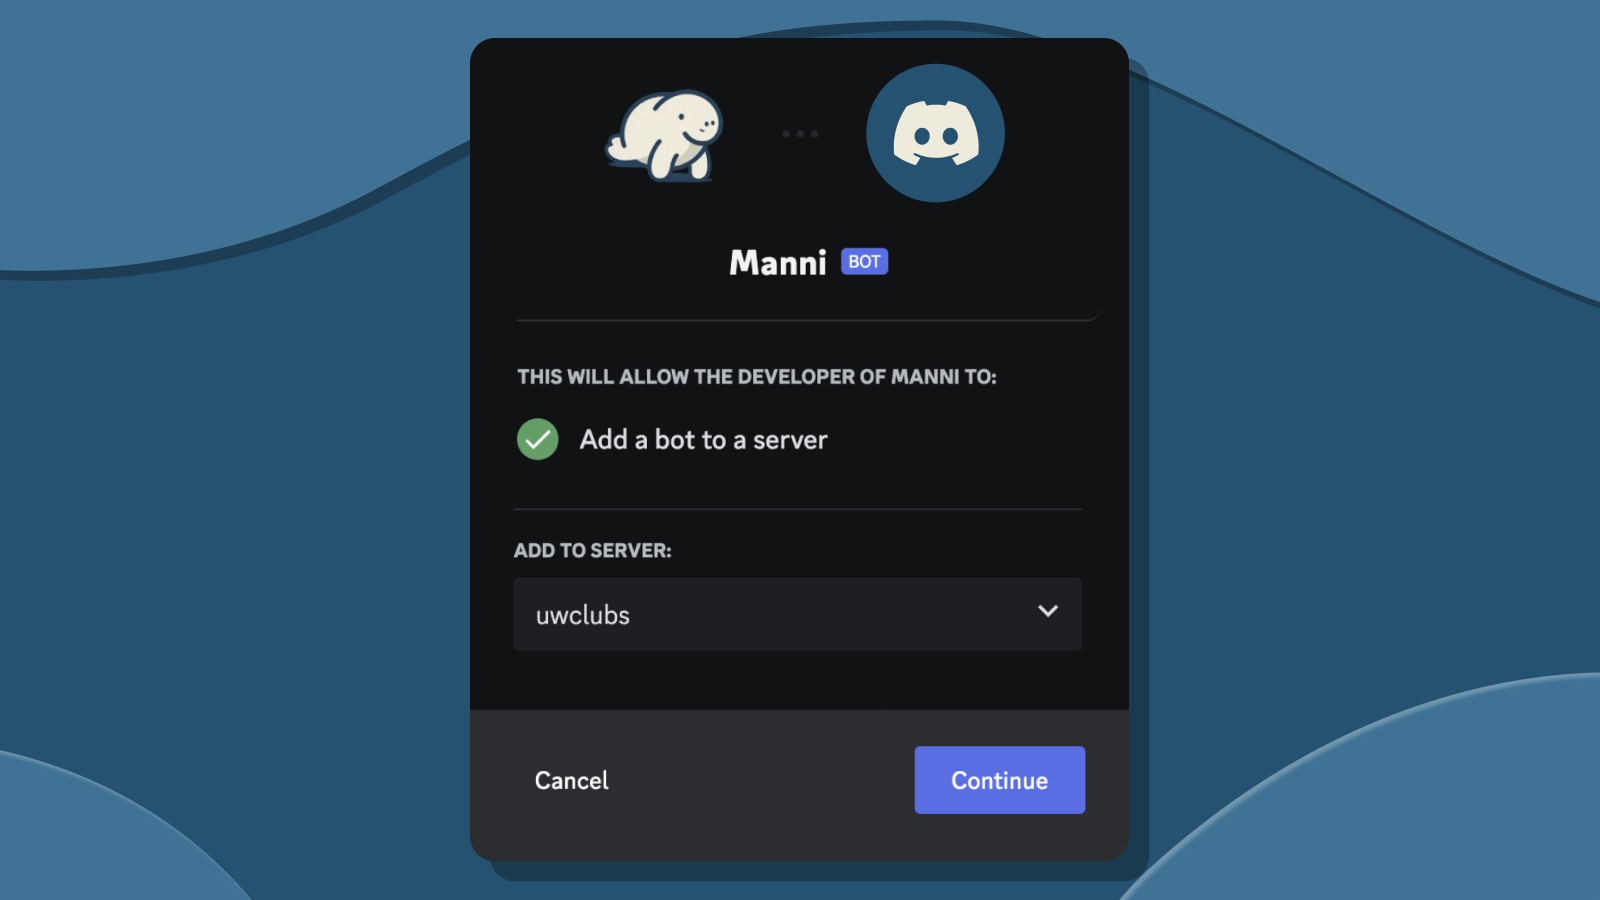 Manni BOT
THIS WILL ALLOW THE DEVELOPER OF MANNI TO:
Add a bot to a server
ADD TO SERVER:
uwclubs
Cancel
Continue